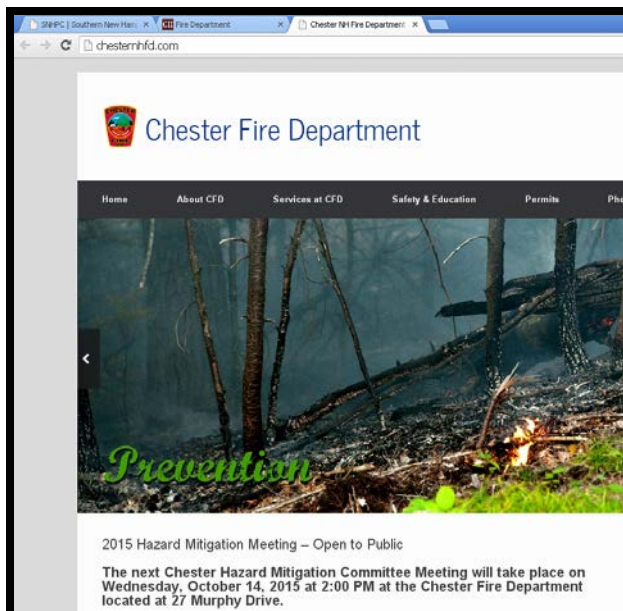 SNHPC | Southern New Ham
Fire Department
Chester NH Fire Department
chesternhfd.com
CHESTER
FIRE
Chester Fire Department
Home
About CFD
Services at CFD
Safety & Education
Permits
Pho
Prevention
2015 Hazard Mitigation Meeting – Open to Public
The next Chester Hazard Mitigation Committee Meeting will take place on
Wednesday, October 14, 2015 at 2:00 PM at the Chester Fire Department
located at 27 Murphy Drive.